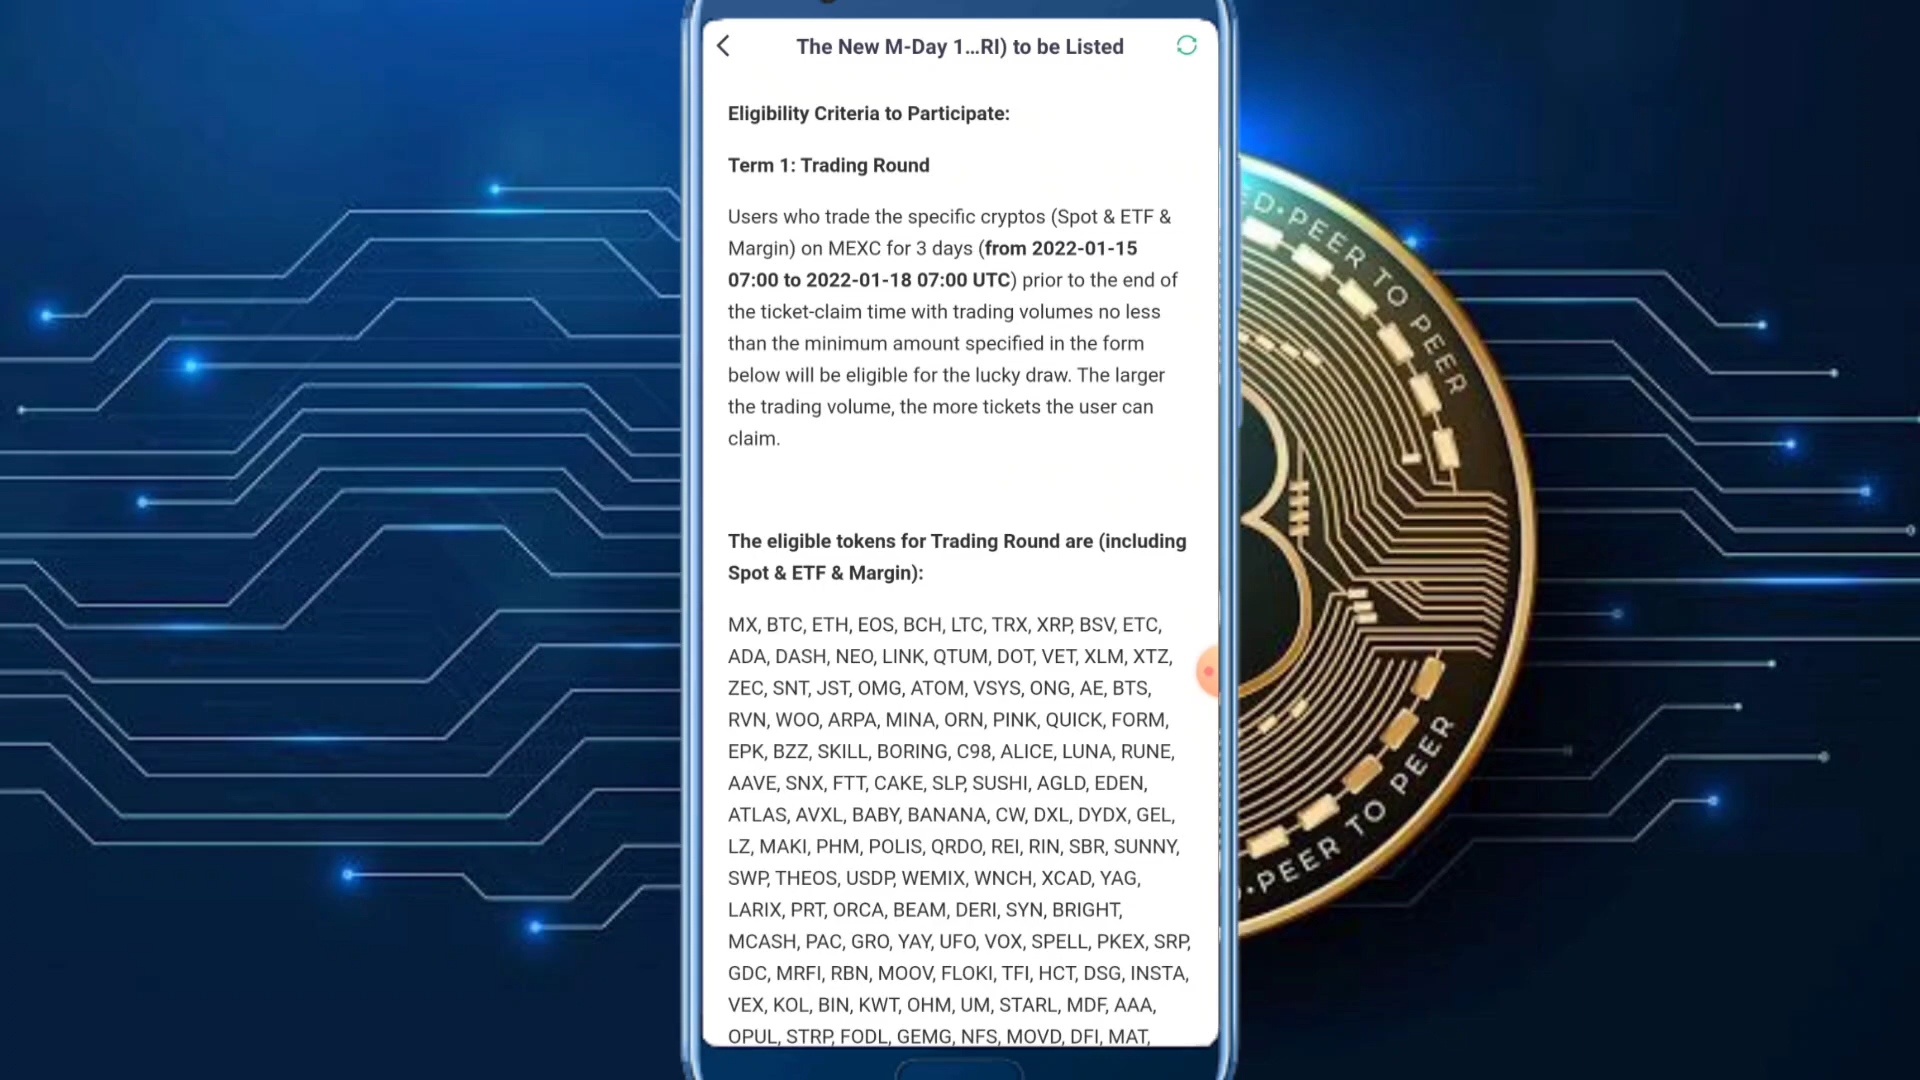 The New M-Day 1...RI) to be Listed
Eligibility Criteria to Participate:
Term 1: Trading Round
Users who trade the specific cryptos (Spot & ETF &
Margin) on MEXC for 3 days (from 2022-01-15
07:00 to 2022-01-18 07:00 UTC) prior to the end of
the ticket-claim time with trading volumes no less
than the minimum amount specified in the form
below will be eligible for the lucky draw. The larger
the trading volume, the more tickets the user can
claim.
The eligible tokens for Trading Round are (including
Spot & ETF & Margin):
MX, BTC, ETH, EOS, BCH, LTC, TRX, XRP, BSV, ETC,
ADA, DASH, NEO, LINK, QTUM, DOT, VET, XLM, XTZ,
ZEC, SNT, JST, OMG, ATOM, VSYS, ONG, AE, BTS,
RVN, WOO, ARPA, MINA, ORN, PINK, QUICK, FORM,
EPK, BZZ, SKILL, BORING, C98, ALICE, LUNA, RUNE,
AAVE, SNX, FTT, CAKE, SLP, SUSHI, AGLD, EDEN,
ATLAS, AVXL, BABY, BANANA, CW, DXL, DYDX, GEL,
LZ, MAKI, PHM, POLIS, QRDO, REI, RIN, SBR, SUNNY,
SWP, THEOS, USDP, WEMIX, WNCH, XCAD, YAG,
LARIX, PRT, ORCA, BEAM, DERI, SYN, BRIGHT,
MCASH, PAC, GRO, YAY, UFO, VOX, SPELL, PKEX, SRP,
GDC, MRFI, RBN, MOOV, FLOKI, TFI, HCT, DSG, INSTA,
VEX, KOL, BIN, KWT, OHM, UM, STARL, MDF, AAA,
OPUL, STRP, FODL, GEMG, NFS, MOVD, DFI, MAT,
ED•PEER TO PEER
•PEER TO PEER